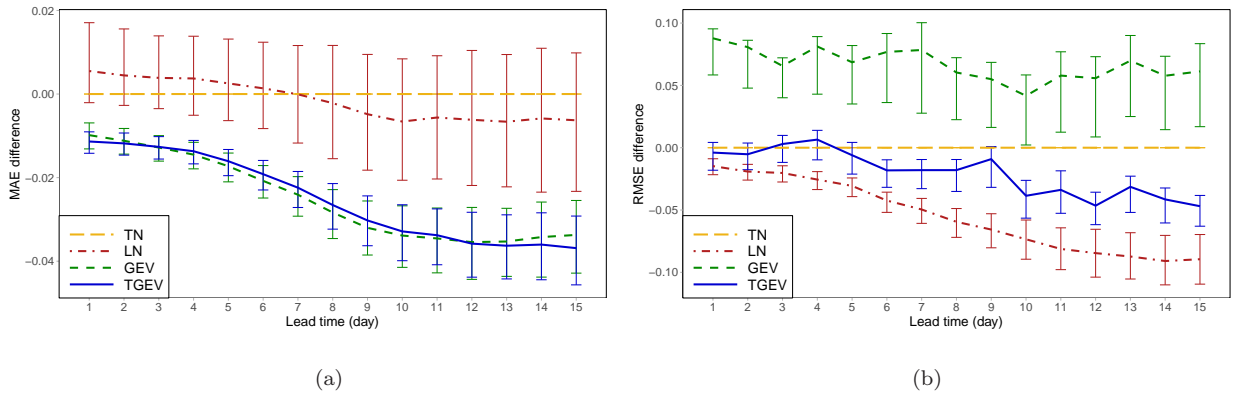 0.02
0.00
−0.02
−0.04
MAE difference
TN
LN
GEV
TGEV
1 2 3 4 5 6 7 8 9 10 11 12 13 14 15
Lead time (day)
(a)
0.10
0.05
0.00
−0.05
−0.10
RMSE difference
TN
LN
GEV
TGEV
1 2 3 4 5 6 7 8 9 10 11 12 13 14 15
Lead time (day)
(b)